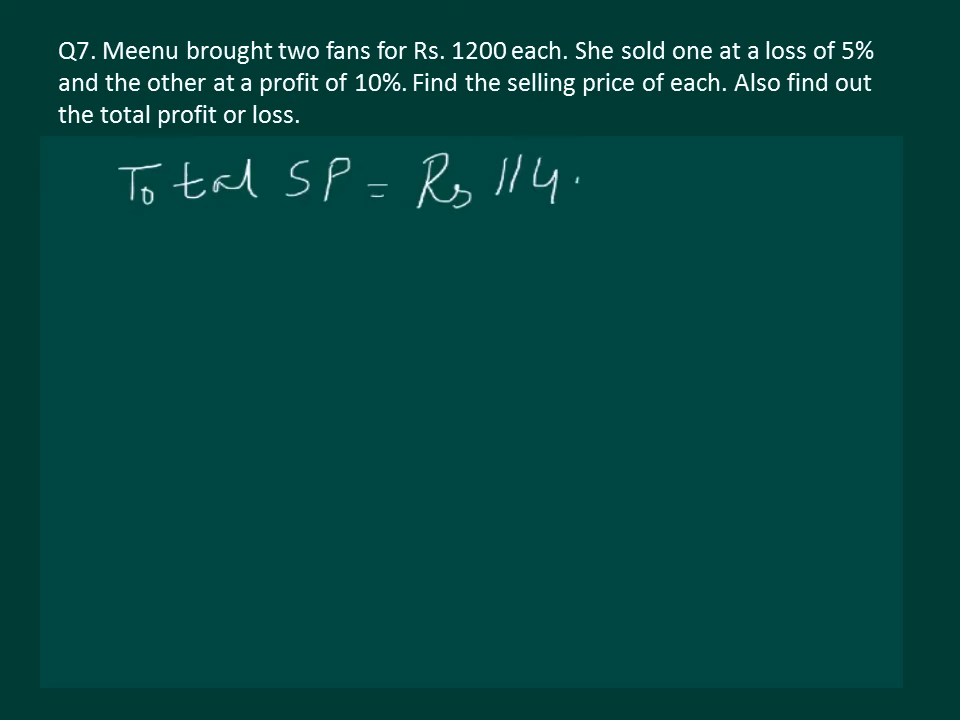 Q7. Meenu brought two fans for Rs. 1200 each. She sold one at a loss of 5%
and the other at a profit of 10%. Find the selling price of each. Also find out
the total profit or loss.
Total SP = Rs 114.